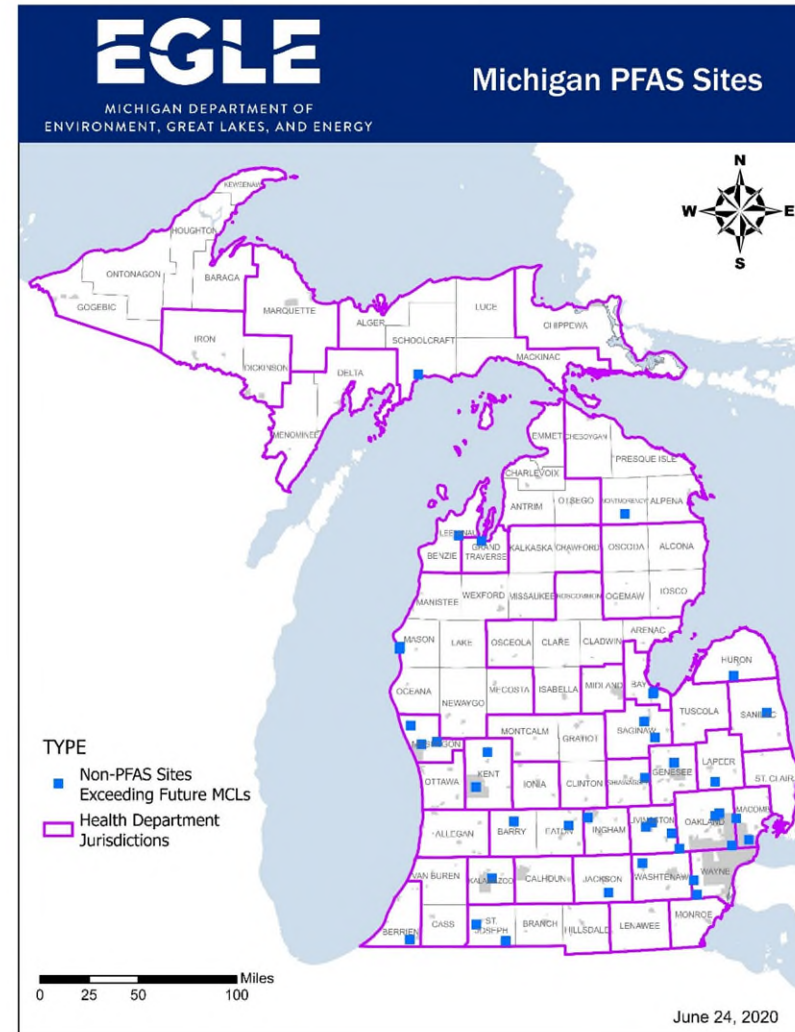 EGLE
MICHIGAN DEPARTMENT OF
ENVIRONMENT, GREAT LAKES, AND ENERGY
Michigan PFAS Sites
N
W E
S
KEWEENAW
HOUGHTON
ONTONAGON
BARAGA
GOGEBIC
MARQUETTE
LUCE
ALGER
CHIPPEWA
SCHOOLCRAFT
IRON
MACKINAC
DICKINSON
DELTA
MENOMINEE
EMMET
CHEBOYGAN
PRESQUE ISLE
CHARLEVOIX
ANTRIM
OTSEGO
MONTMORENCY
ALPENA
LEELANAU
BENZIE
GRAND
TRAVERSE
KALKASKA
CRAWFORD
OSCODA
ALCONA
MANISTEE
WEXFORD
MISSAUKEE
ROSCOMMON
OGEMAW
IOSCO
ARENAC
MASON
LAKE
OSCEOLA
CLARE
GLADWIN
HURON
OCEANA
NEWAYGO
MECOSTA
ISABELLA
MIDLAND
BAY
TUSCOLA
SANILAC
MUSKEGON
MONTCALM
GRATIOT
SAGINAW
GENESEE
LAPEER
ST. CLAIR
OTTAWA
KENT
IONIA
CLINTON
SHIAWASSEE
ALLEGAN
BARRY
EATON
INGHAM
LIVINGSTON
OAKLAND
MACOMB
VAN BUREN
KALAMAZOO
CALHOUN
JACKSON
WASHTENAW
WAYNE
BERRIEN
CASS
ST.
JOSEPH
BRANCH
HILLSDALE
LENAWEE
MONROE
TYPE
Non-PFAS Sites
Exceeding Future MCLs
Health Department
Jurisdictions
Miles
0 25 50 100
June 24, 2020